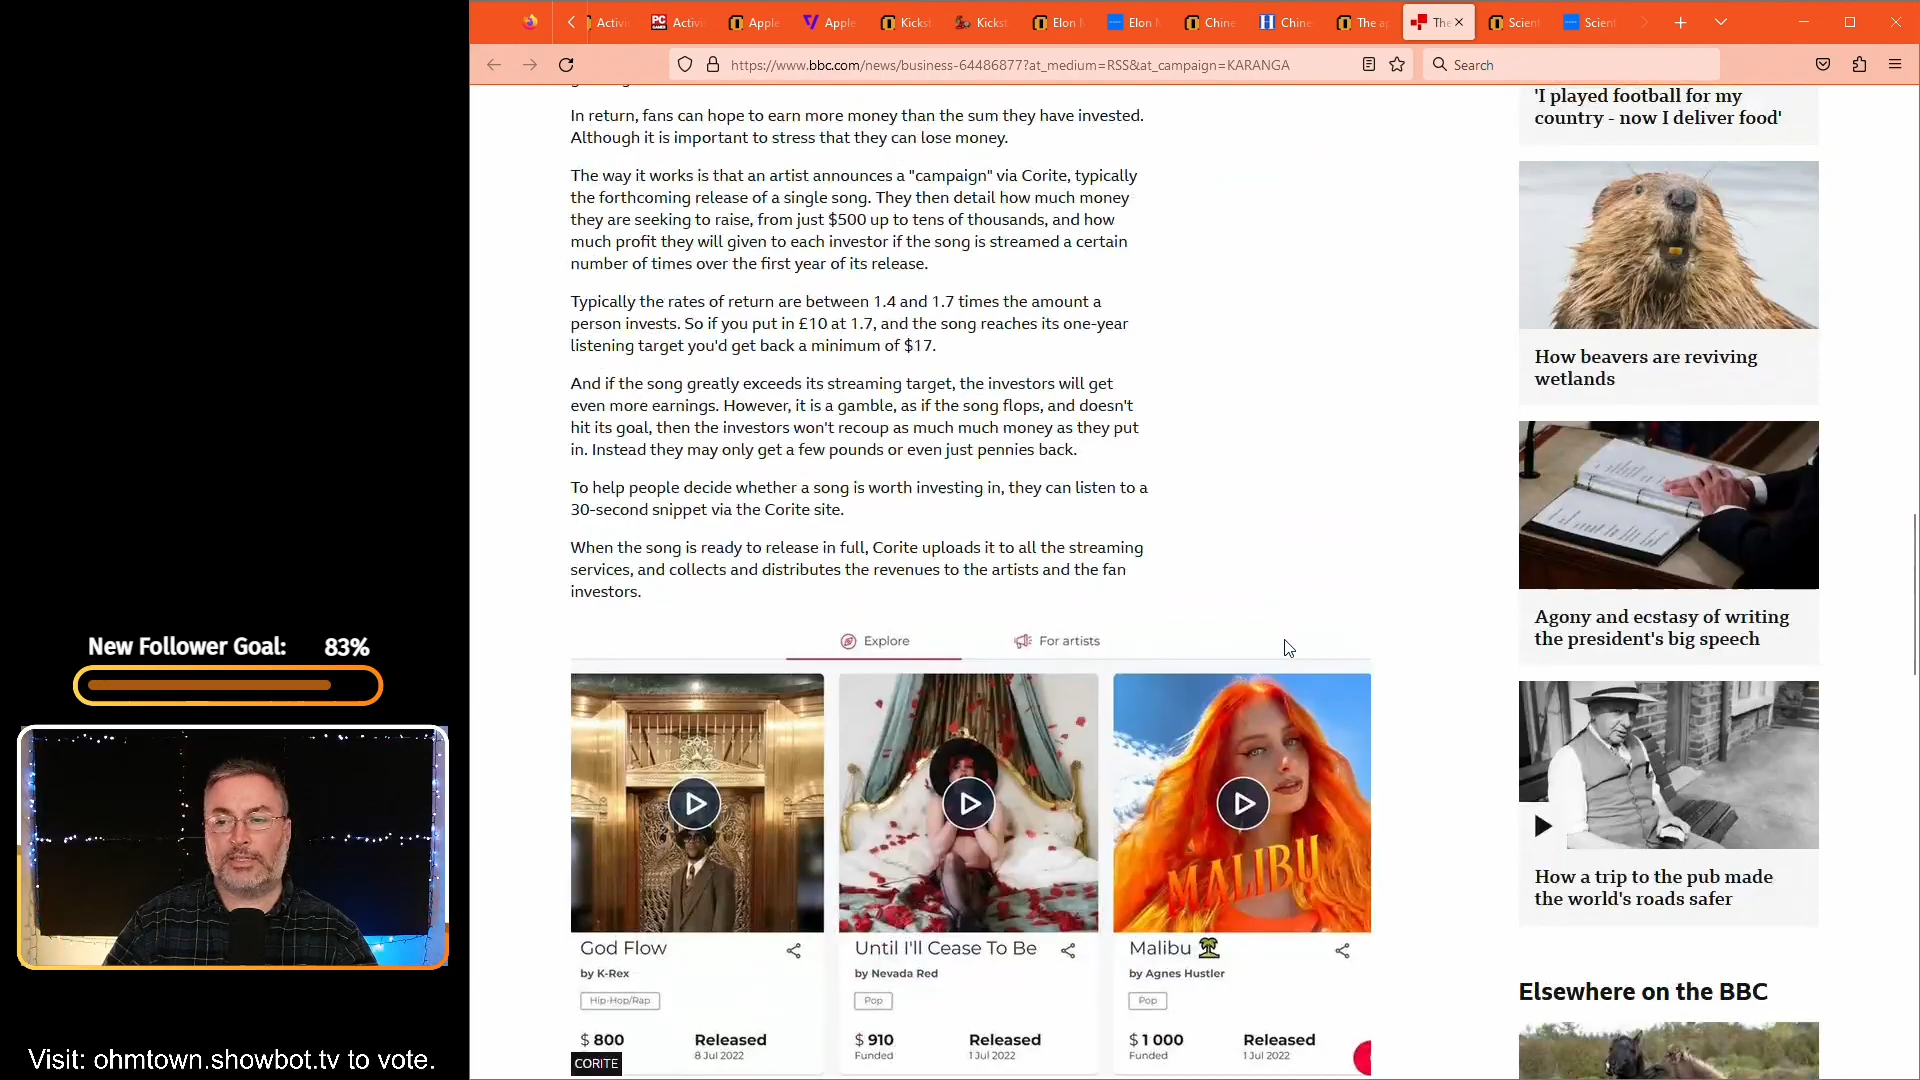 Activ
Activi
Apple
Apple
Kickst
Kickst
Elon
Elon
Chine
Chine
The a
The
Scien
Scient
https://www.bbc.com/news/business-64486877?at_medium=RSS&at_campaign=KARANGA
Search
In return, fans can hope to earn more money than the sum they have invested.
Although it is important to stress that they can lose money.
The way it works is that an artist announces a "campaign" via Corite, typically
the forthcoming release of a single song. They then detail how much money
they are seeking to raise, from just $500 up to tens of thousands, and how
much profit they will given to each investor if the song is streamed a certain
number of times over the first year of its release.
Typically the rates of return are between 1.4 and 1.7 times the amount a
person invests. So if you put in £10 at 1.7, and the song reaches its one-year
listening target you'd get back a minimum of $17.
And if the song greatly exceeds its streaming target, the investors will get
even more earnings. However, it is a gamble, as if the song flops, and doesn't
hit its goal, then the investors won't recoup as much much money as they put
in. Instead they may only get a few pounds or even just pennies back.
To help people decide whether a song is worth investing in, they can listen to a
30-second snippet via the Corite site.
When the song is ready to release in full, Corite uploads it to all the streaming
services, and collects and distributes the revenues to the artists and the fan
investors.
Explore
For artists
MALIBU
God Flow
by K-Rex
Hip-Hop/Rap
$ 800
Released
8 Jul 2022
CORITE
Until I'll Cease To Be
by Nevada Red
Pop
$ 910
Funded
Released
1 Jul 2022
Malibu 🌴
by Agnes Hustler
Pop
$ 1 000
Funded
Released
1 Jul 2022
'I played football for my
country - now I deliver food'
How beavers are reviving
wetlands
Agony and ecstasy of writing
the president's big speech
How a trip to the pub made
the world's roads safer
Elsewhere on the BBC
New Follower Goal: 83%
Visit: ohmtown.showbot.tv to vote.